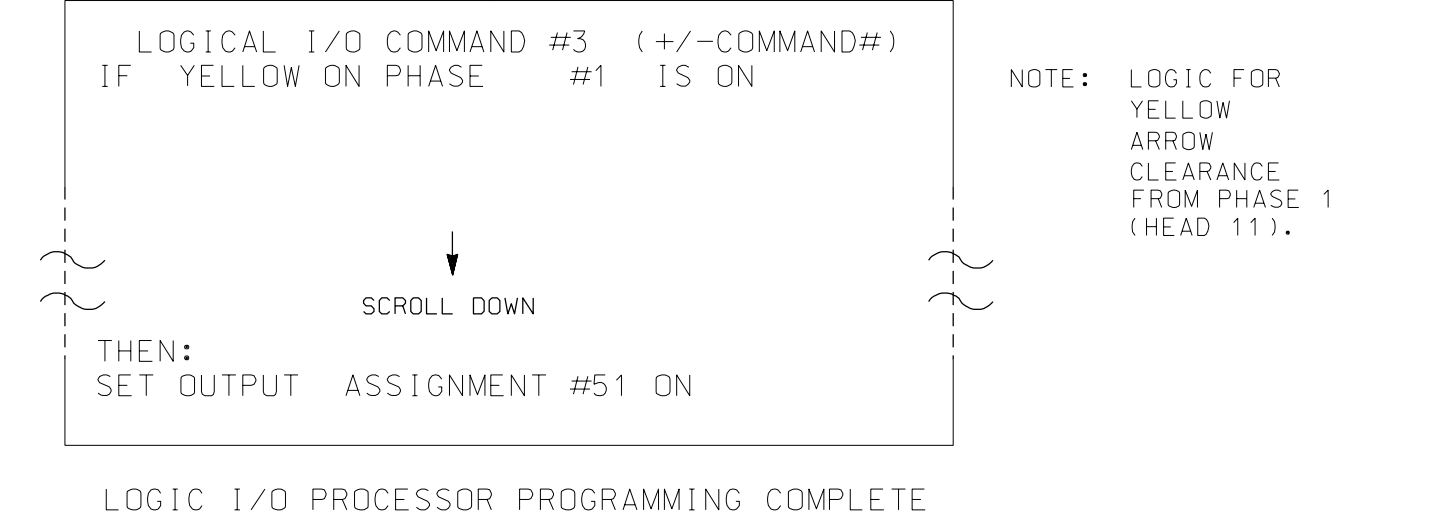 LOGICAL I/O COMMAND #3 (+/-COMMAND#)
IF YELLOW ON PHASE #1 IS ON
NOTE: LOGIC FOR
YELLOW
ARROW
CLEARANCE
FROM PHASE 1
(HEAD 11).
SCROLL DOWN
THEN:
SET OUTPUT ASSIGNMENT #51 ON
LOGIC I/O PROCESSOR PROGRAMMING COMPLETE